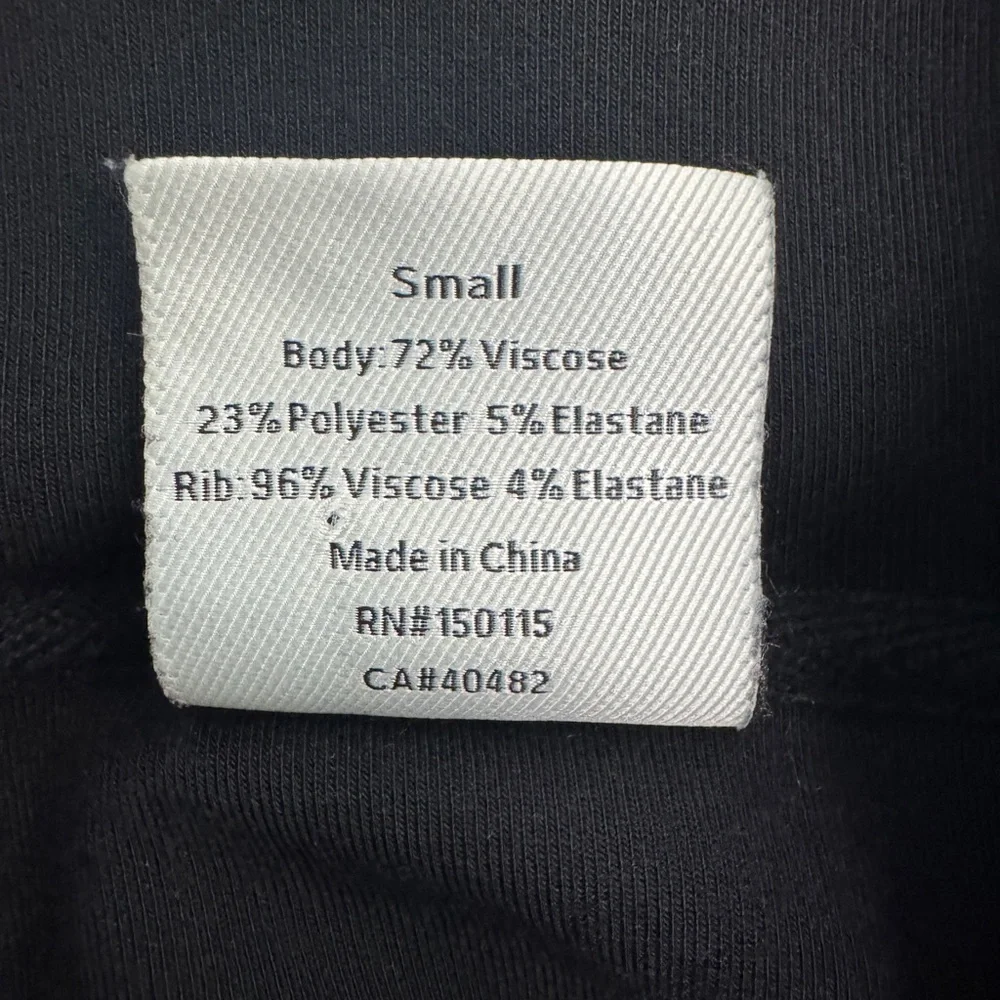 Small
Body:72% Viscose
23% Polyester 5% Elastane
Rib:96% Viscose 4% Elastane
Made in China
RN#150115
CA#40482